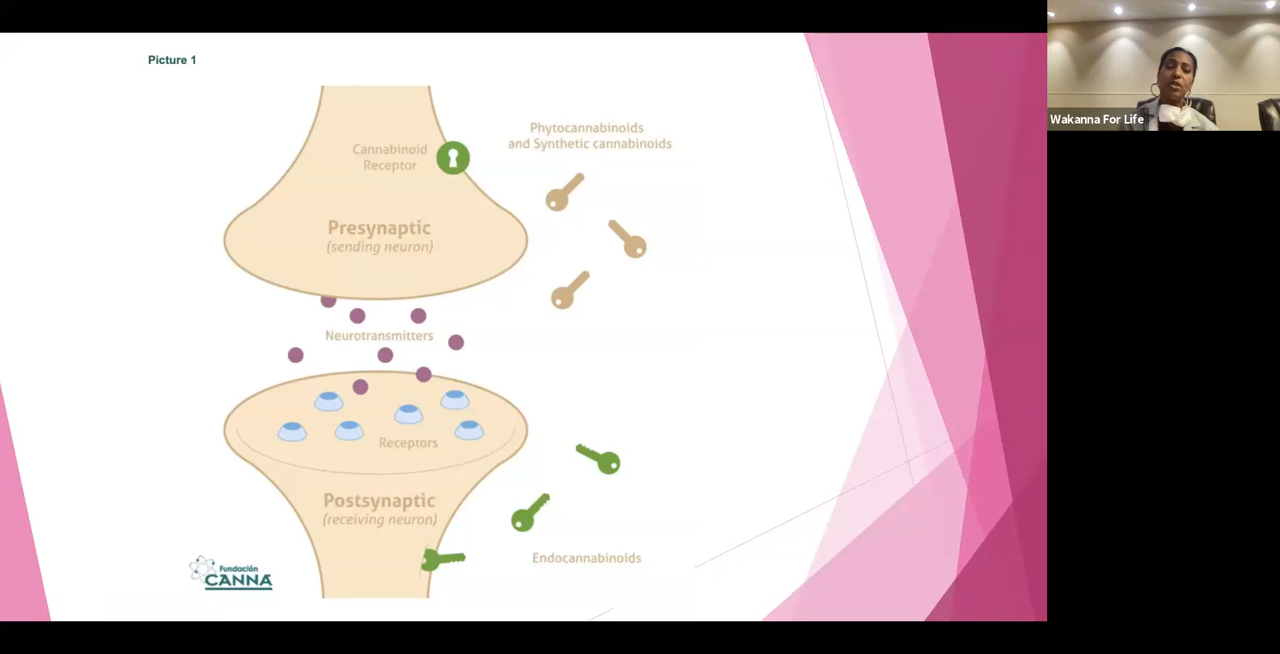 Picture 1
Wakanna For Life
Phytocannabinoids
and Synthetic cannabinoids
Cannabinoid
Receptor
Presynaptic
(sending neuron)
Neurotransmitters
Receptors
Postsynaptic
(receiving neuron)
Endocannabinoids
Fundación
CANNA